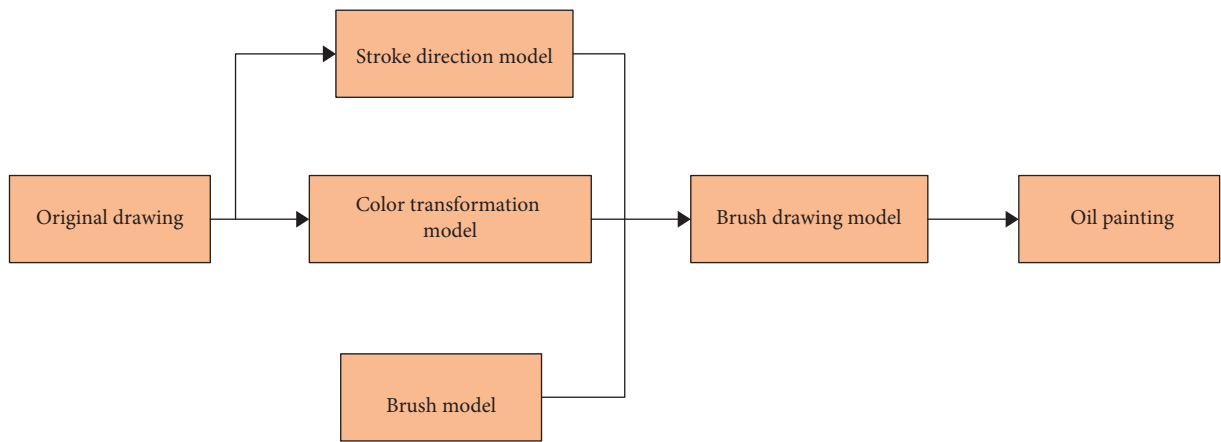 Stroke direction model
Original drawing
Color transformation
model
Brush drawing model
Oil painting
Brush model